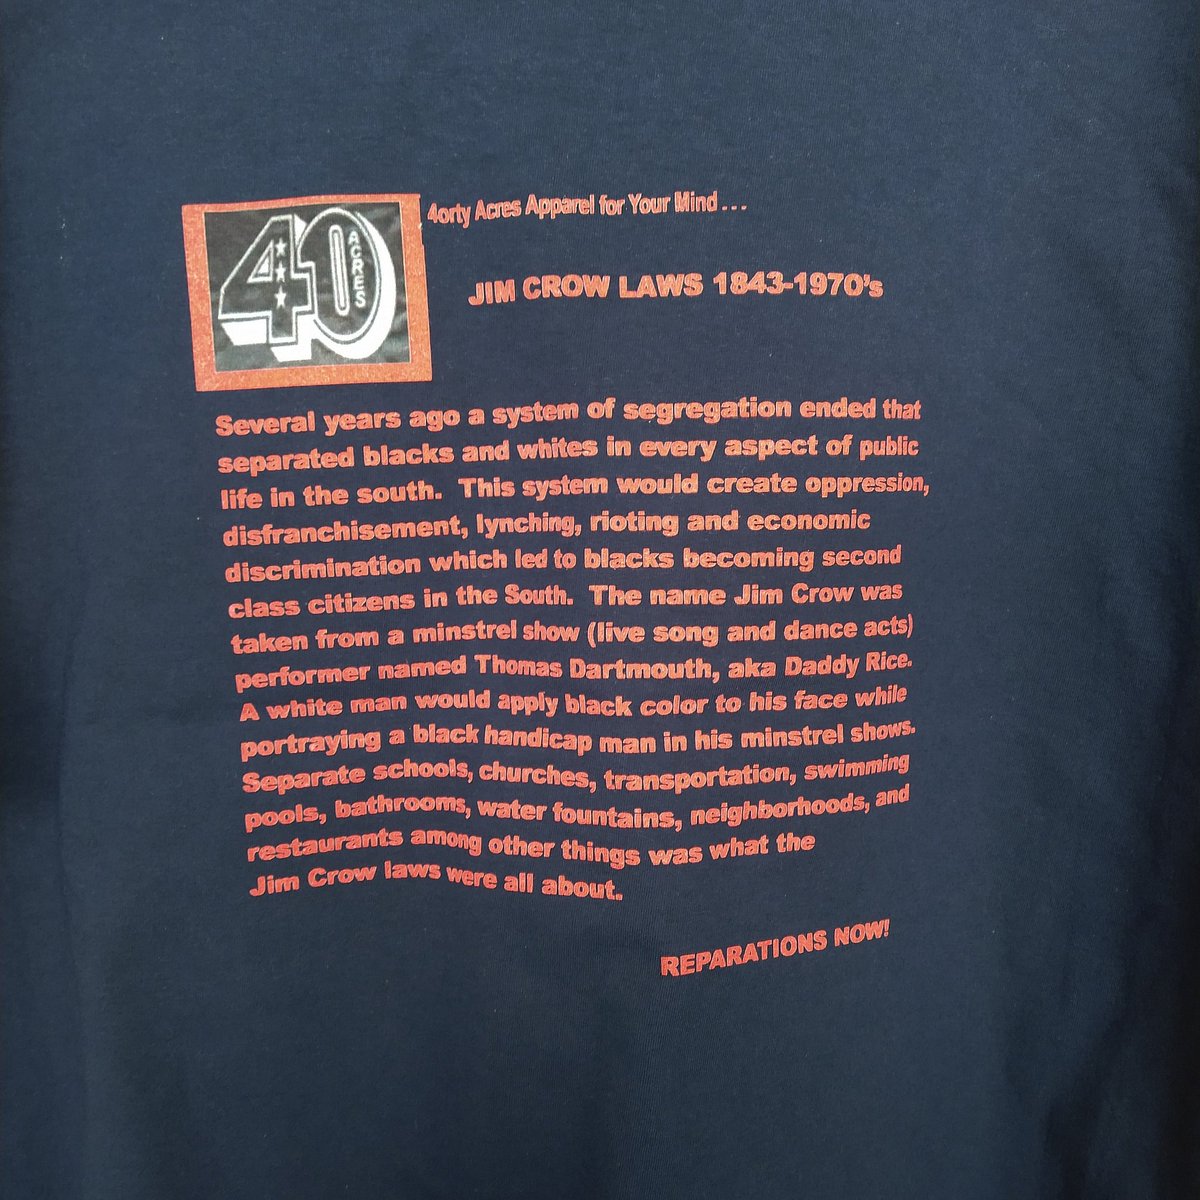 40
ACRES
4orty Acres Apparel for Your Mind . . .
JIM CROW LAWS 1843-1970's
Several years ago a system of segregation ended that
separated blacks and whites in every aspect of public
life in the south. This system would create oppression,
disfranchisement, lynching, rioting and economic
discrimination which led to blacks becoming second
class citizens in the South. The name Jim Crow was
taken from a minstrel show (live song and dance acts)
performer named Thomas Dartmouth, aka Daddy Rice.
A white man would apply black color to his face while
portraying a black handicap man in his minstrel shows.
Separate schools, churches, transportation, swimming
pools, bathrooms, water fountains, neighborhoods, and
restaurants among other things was what the
Jim Crow laws were all about.
REPARATIONS NOW!